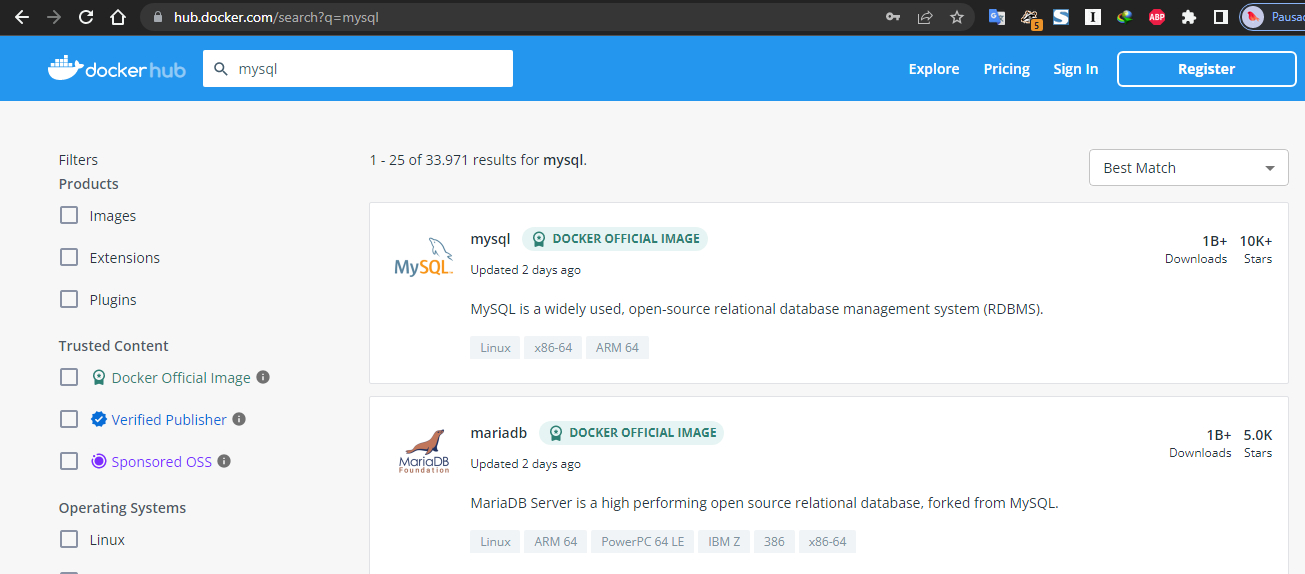 hub.docker.com/search?q=mysql
5
ABP
Pausad
docker hub
mysql
Explore
Pricing
Sign In
Register
Filters
Products
Images
Extensions
Plugins
Trusted Content
Docker Official Image
Verified Publisher
Sponsored OSS
Operating Systems
Linux
1 - 25 of 33.971 results for mysql.
Best Match
MySQL
mysql DOCKER OFFICIAL IMAGE
Updated 2 days ago
1B+ 10K+
Downloads Stars
MySQL is a widely used, open-source relational database management system (RDBMS).
Linux x86-64 ARM 64
MariaDB
Foundation
mariadb DOCKER OFFICIAL IMAGE
Updated 2 days ago
1B+ 5.0K
Downloads Stars
MariaDB Server is a high performing open source relational database, forked from MySQL.
Linux ARM 64 PowerPC 64 LE IBM Z 386 x86-64